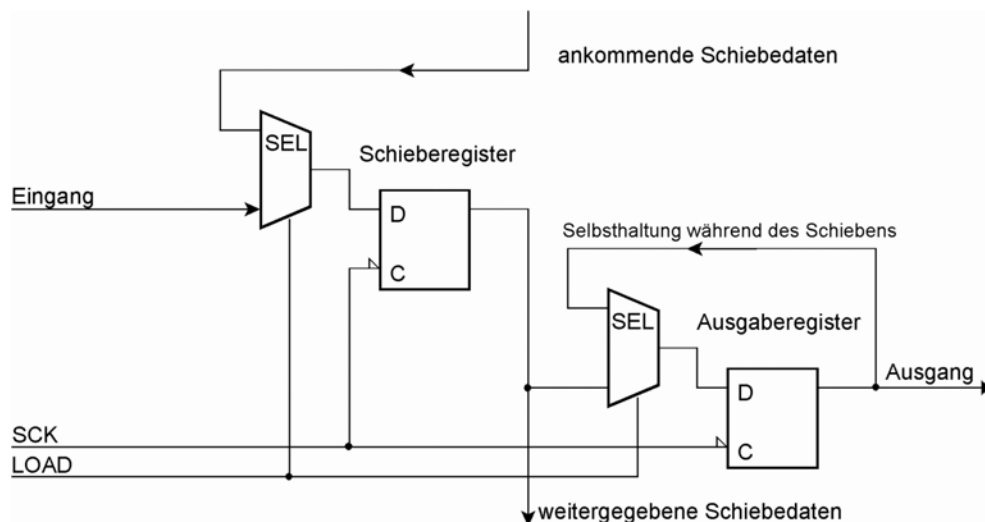 ankommende Schiebedaten
SEL
Schieberegister
Eingang
D
C
Selbsthaltung während des Schiebens
SEL
Ausgaberegister
Ausgang
D
C
SCK
LOAD
weitergegebene Schiebedaten